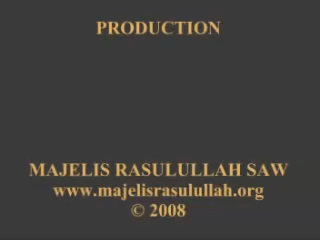 PRODUCTION
MAJELIS RASULULLAH SAW
www.majelisrasulullah.org
© 2008